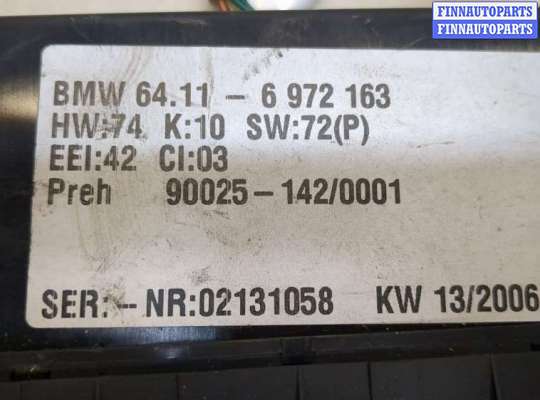 FINNAUTOPARTS
FINNAUTOPARTS
BMW 64.11 - 6 972 163
HW:74 K:10 SW:72(P)
EEI:42 CI:03
Preh 90025-142/0001
SER.-NR:02131058 KW 13/2006